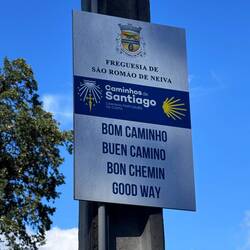 FREGUESIA DE
SÃO ROMÃO DE NEIVA
Caminhos de
Santiago
BOM CAMINHO
BUEN CAMINO
BON CHEMIN
GOOD WAY